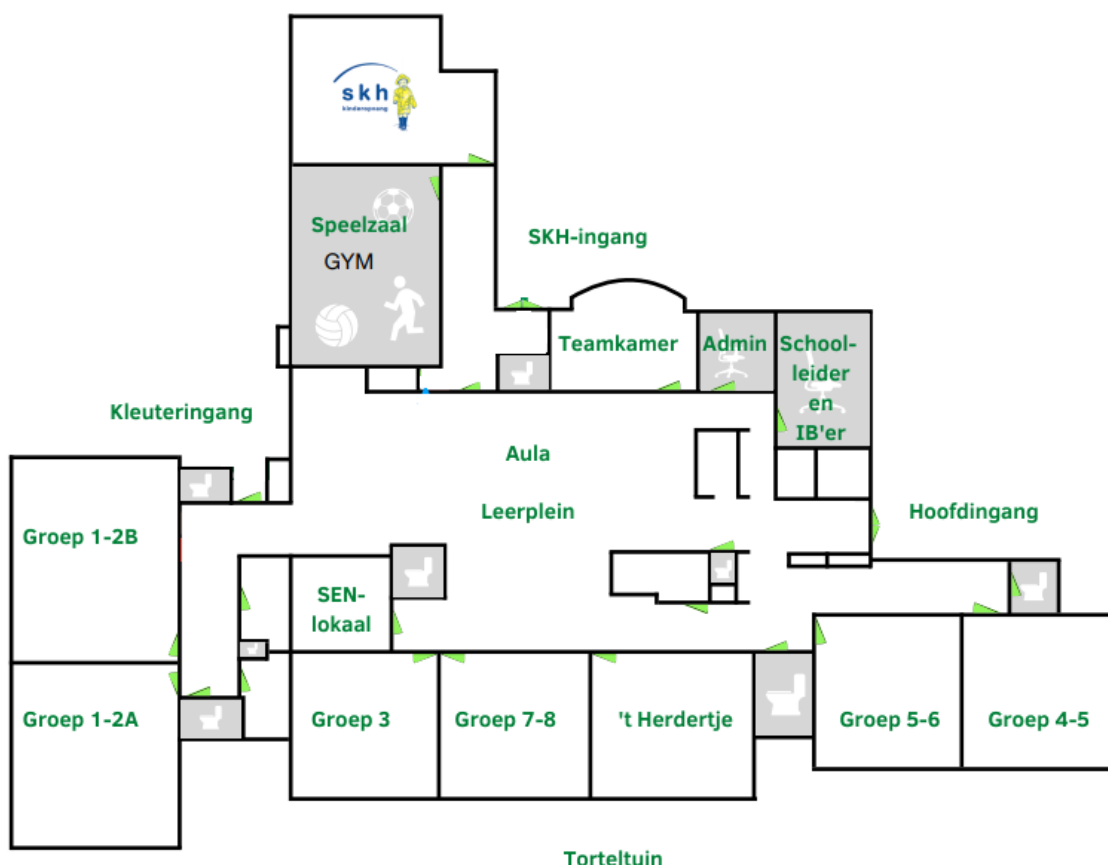 skh
kinderopvang
Speelzaal
GYM
SKH-ingang
Teamkamer
Admin
School-
leider
en
IB'er
Kleuteringang
Aula
Leerplein
Hoofdingang
Groep 1-2B
SEN-
lokaal
Groep 1-2A
Groep 3
Groep 7-8
't Herdertje
Groep 5-6
Groep 4-5
Torteltuin